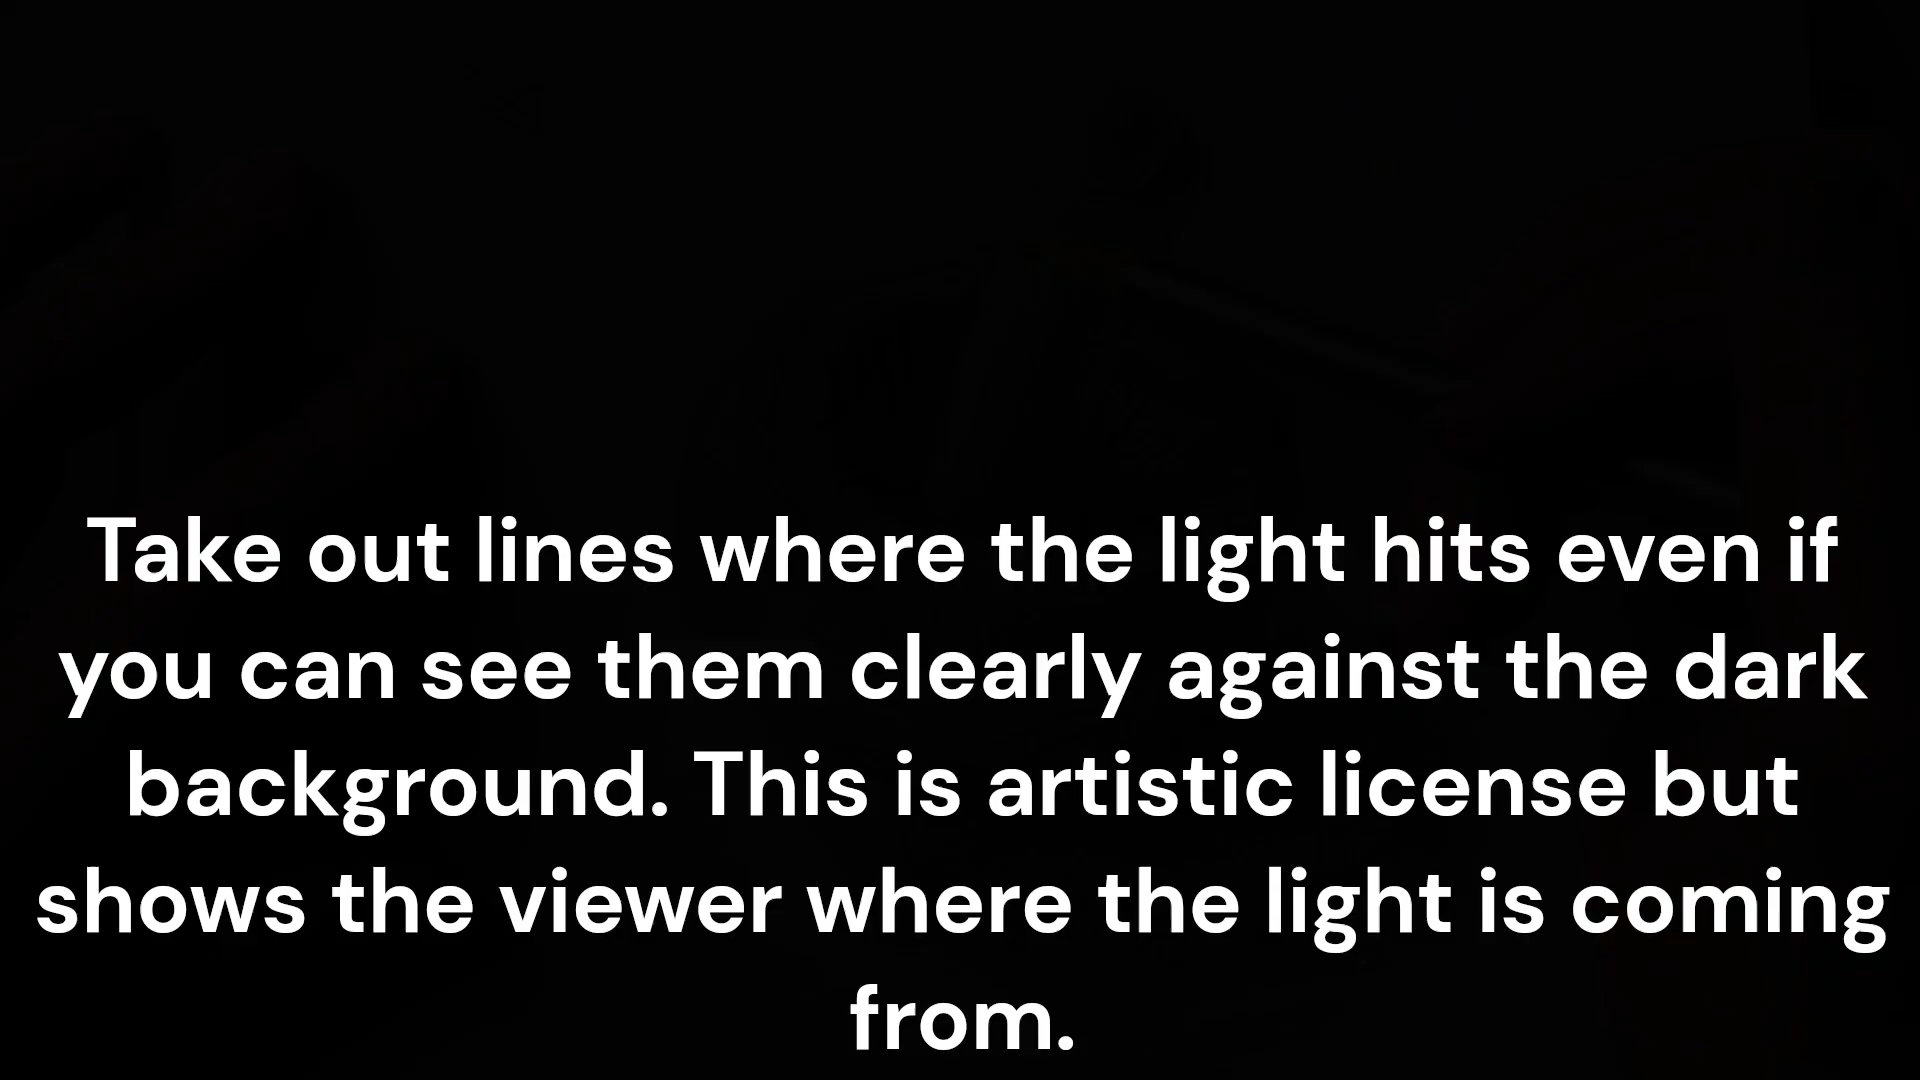 Take out lines where the light hits even if
you can see them clearly against the dark
background. This is artistic license but
shows the viewer where the light is coming
from.